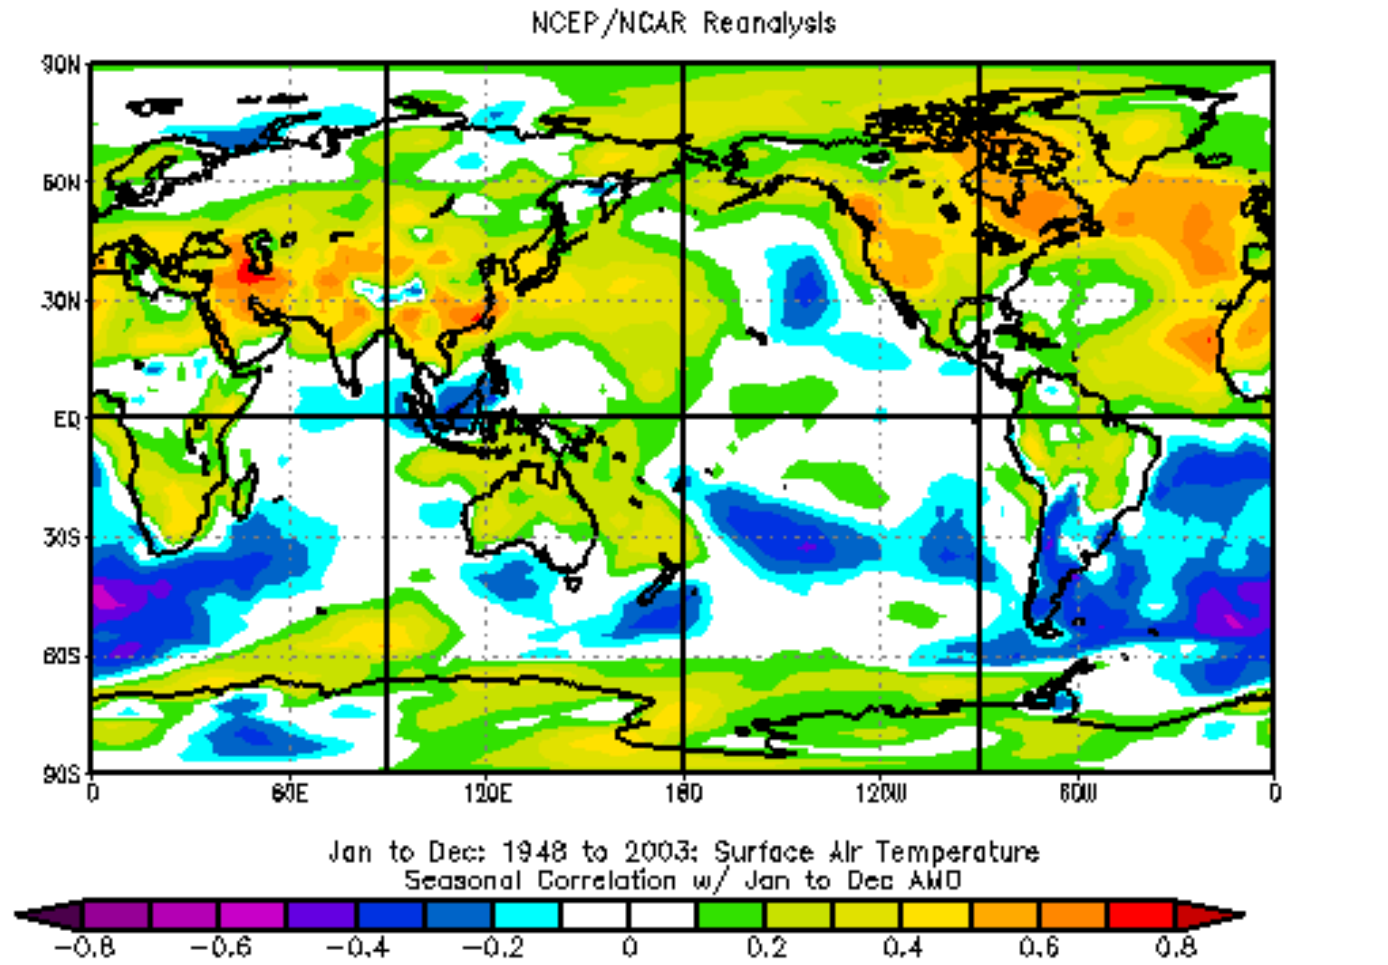 NCEP/NCAR Reanalysis
90N
60N
30N
EQ
30S
60S
90S
0 60E 120E 180 120W 60W 0
Jan to Dec: 1948 to 2003: Surface Air Temperature
Seasonal Correlation w/ Jan to Dec AMO
-0.8 -0.6 -0.4 -0.2 0 0.2 0.4 0.6 0.8